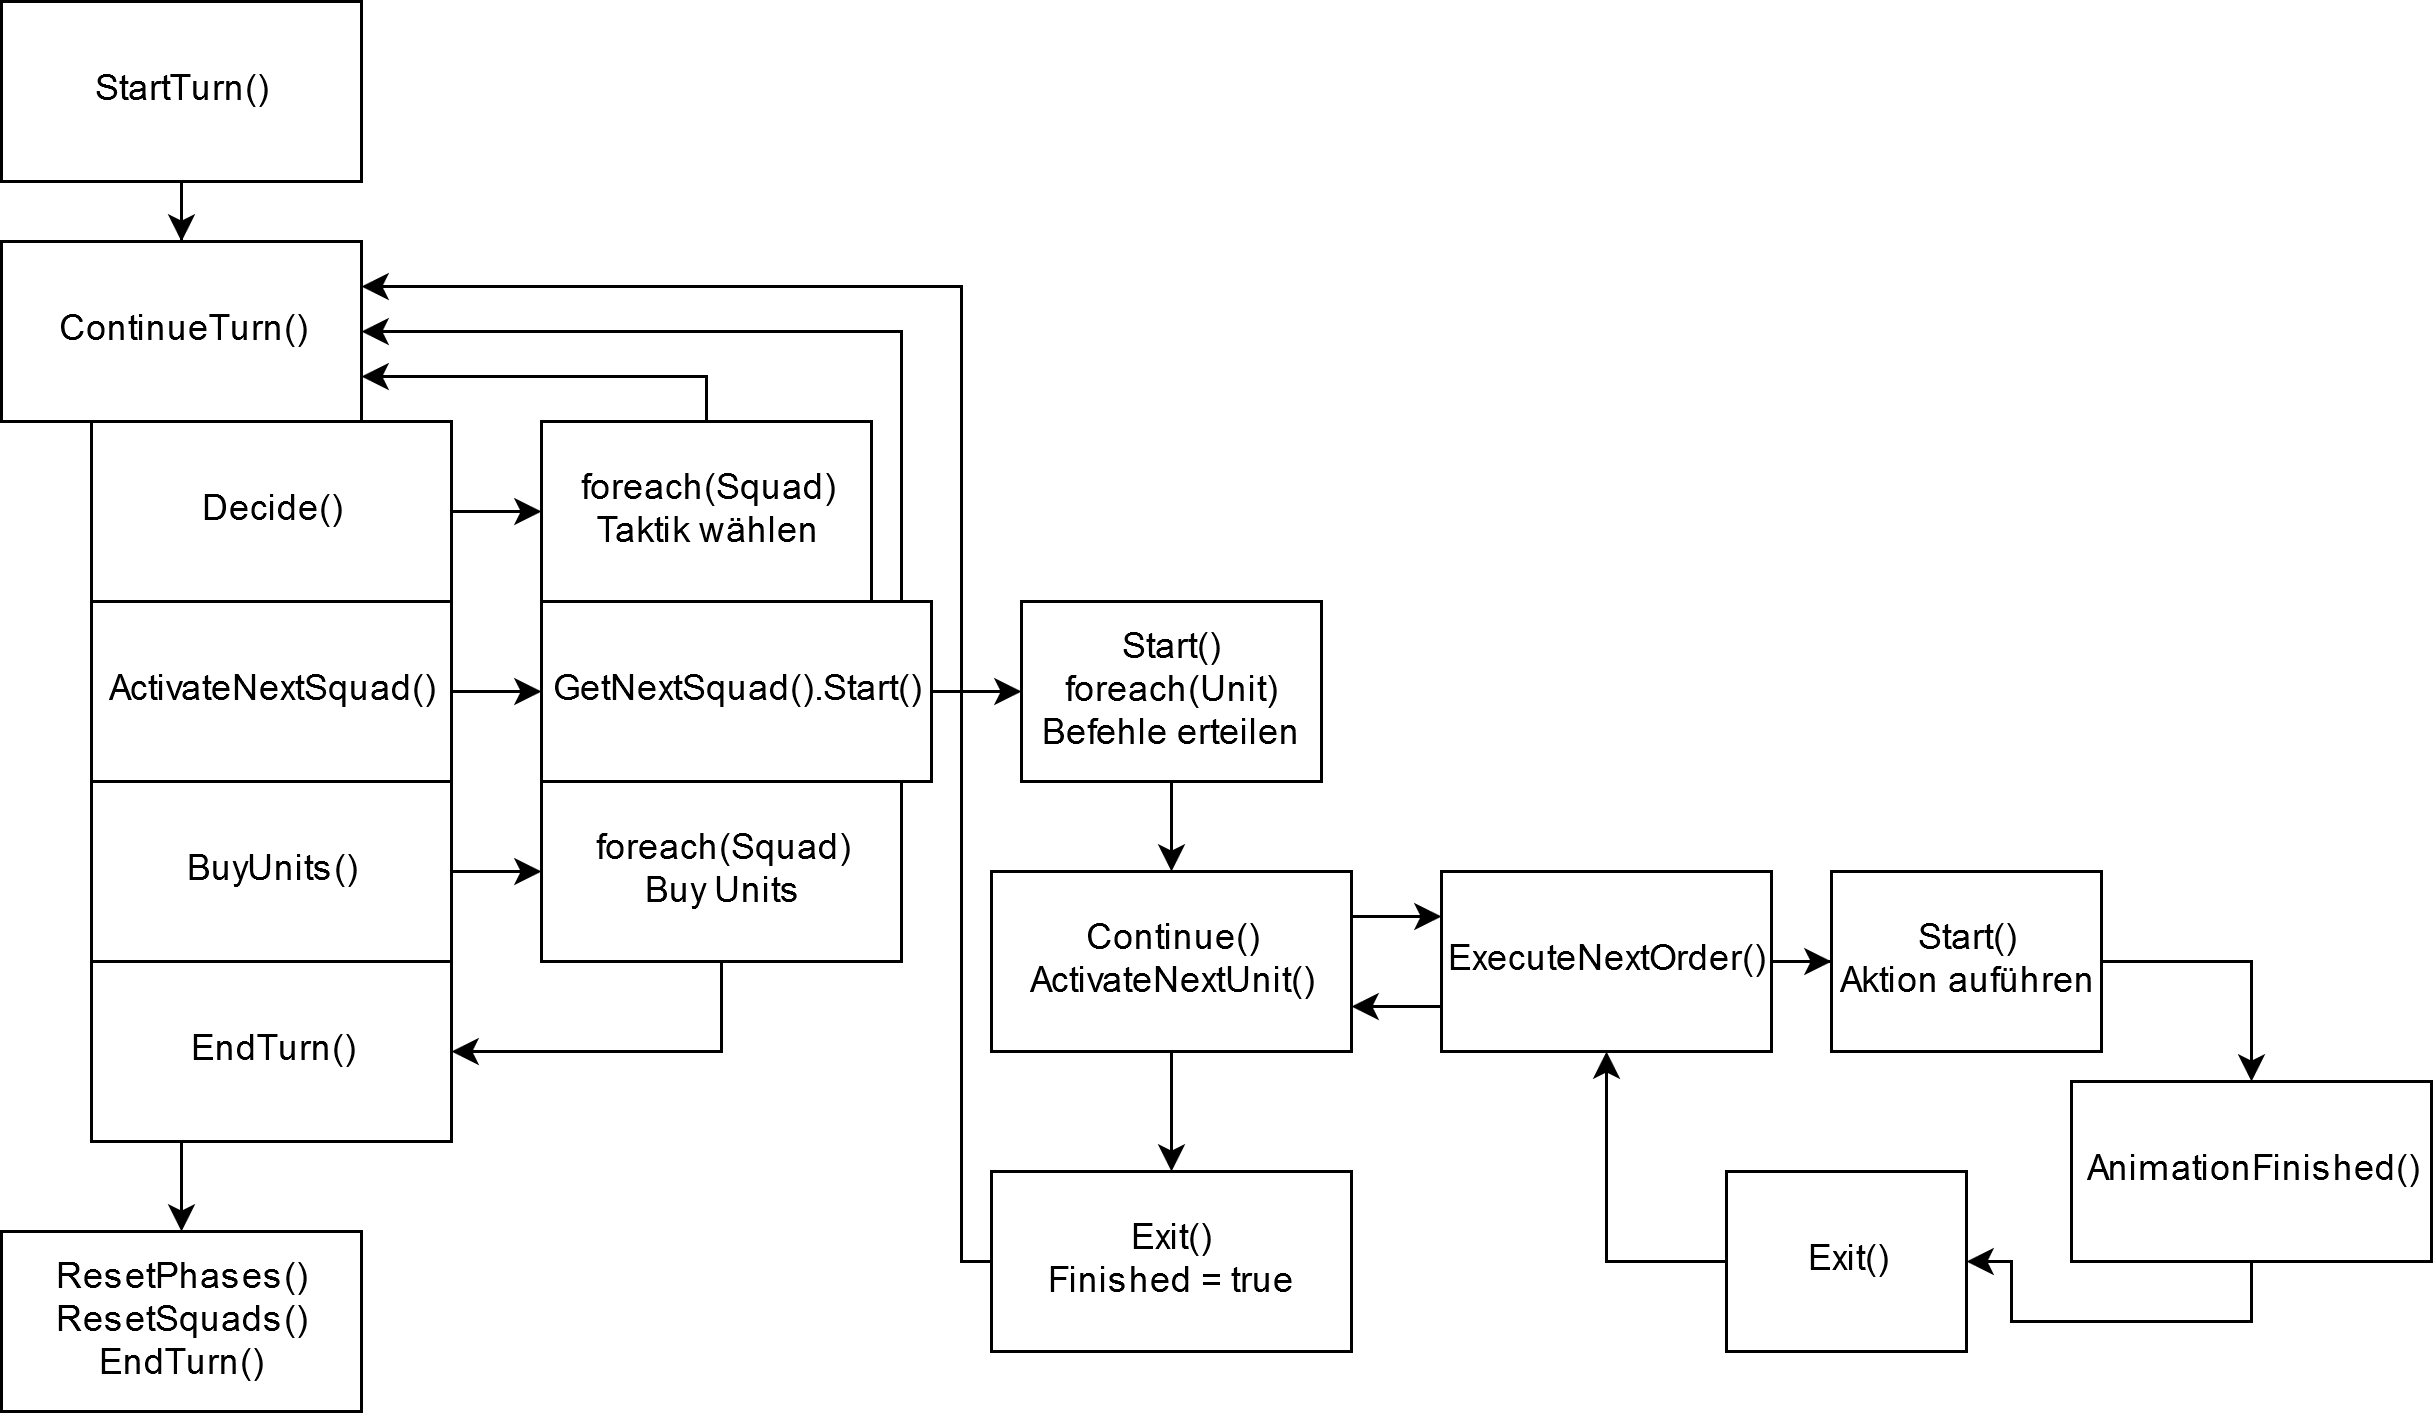 StartTurn()
ContinueTurn()
Decide()
foreach(Squad)
Taktik wählen
ActivateNextSquad()
GetNextSquad().Start()
Start()
foreach(Unit)
Befehle erteilen
BuyUnits()
foreach(Squad)
Buy Units
Continue()
ActivateNextUnit()
ExecuteNextOrder()
Start()
Aktion auführen
EndTurn()
AnimationFinished()
Exit()
Finished = true
Exit()
ResetPhases()
ResetSquads()
EndTurn()